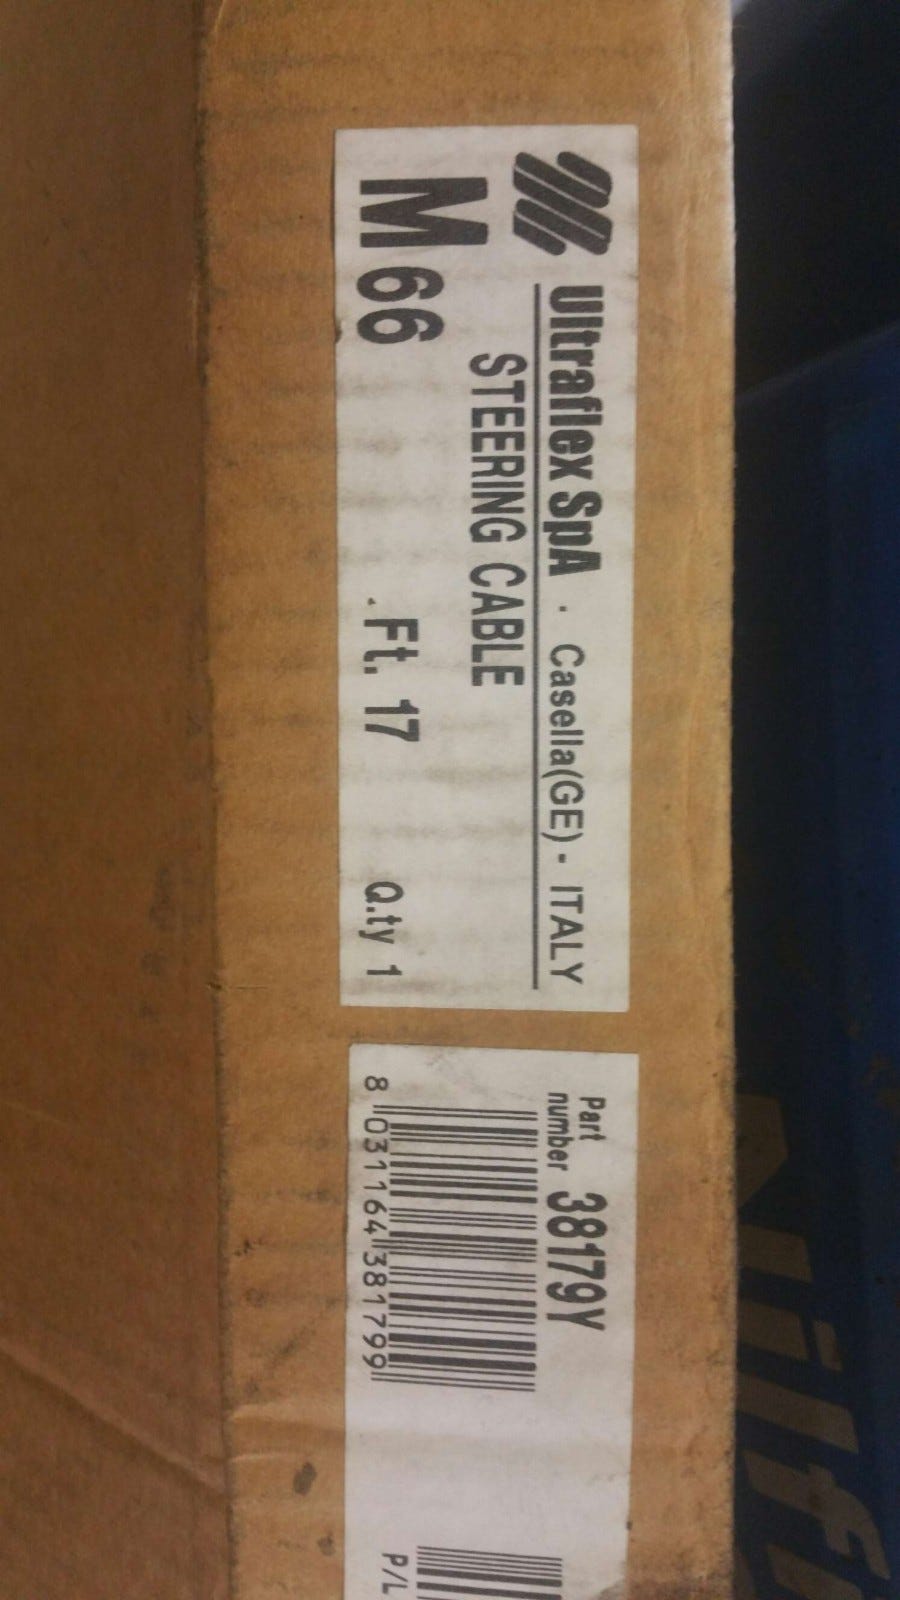 Ultraflex SpA · Casella(GE) - ITALY
STEERING CABLE
M66 Ft. 17 Q.ty 1
Part
number 38179Y
8 031164 381799
P/L